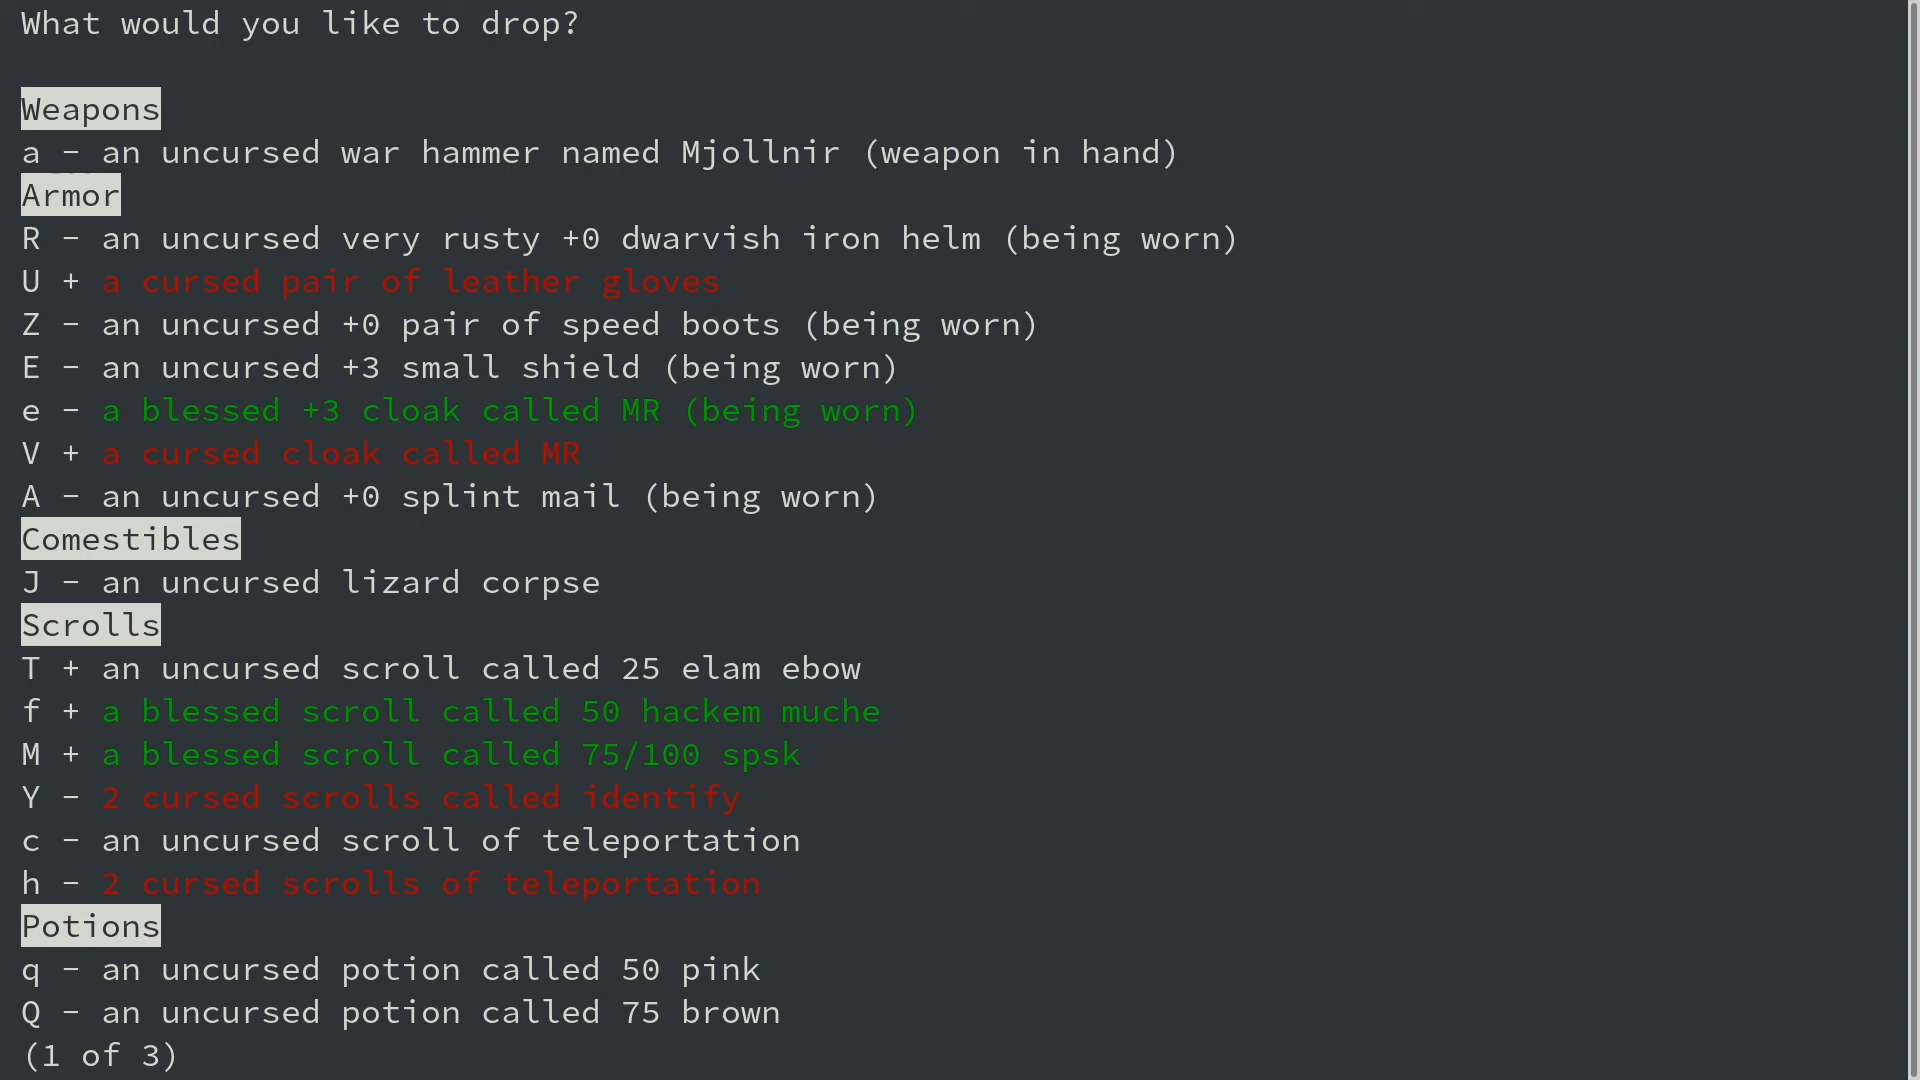 What would you like to drop?
Weapons
a - an uncursed war hammer named Mjollnir (weapon in hand)
Armor
R - an uncursed very rusty +0 dwarvish iron helm (being worn)
U + a cursed pair of leather gloves
Z - an uncursed +0 pair of speed boots (being worn)
E - an uncursed +3 small shield (being worn)
e - a blessed +3 cloak called MR (being worn)
V + a cursed cloak called MR
A - an uncursed +0 splint mail (being worn)
Comestibles
J - an uncursed lizard corpse
Scrolls
T + an uncursed scroll called 25 elam ebow
f + a blessed scroll called 50 hackem muche
M + a blessed scroll called 75/100 spsk
Y - 2 cursed scrolls called identify
c - an uncursed scroll of teleportation
h - 2 cursed scrolls of teleportation
Potions
q - an uncursed potion called 50 pink
Q - an uncursed potion called 75 brown
(1 of 3)